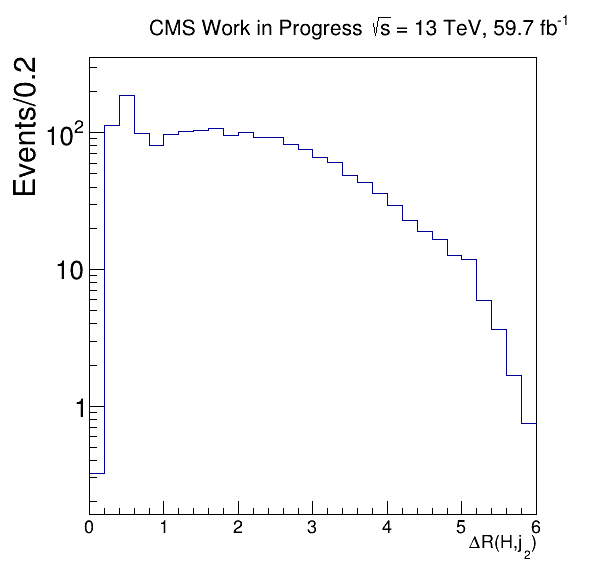 CMS Work in Progress √s = 13 TeV, 59.7 fb⁻¹
Events/0.2
10²
10
1
0 1 2 3 4 5 6
ΔR(H,j₂)